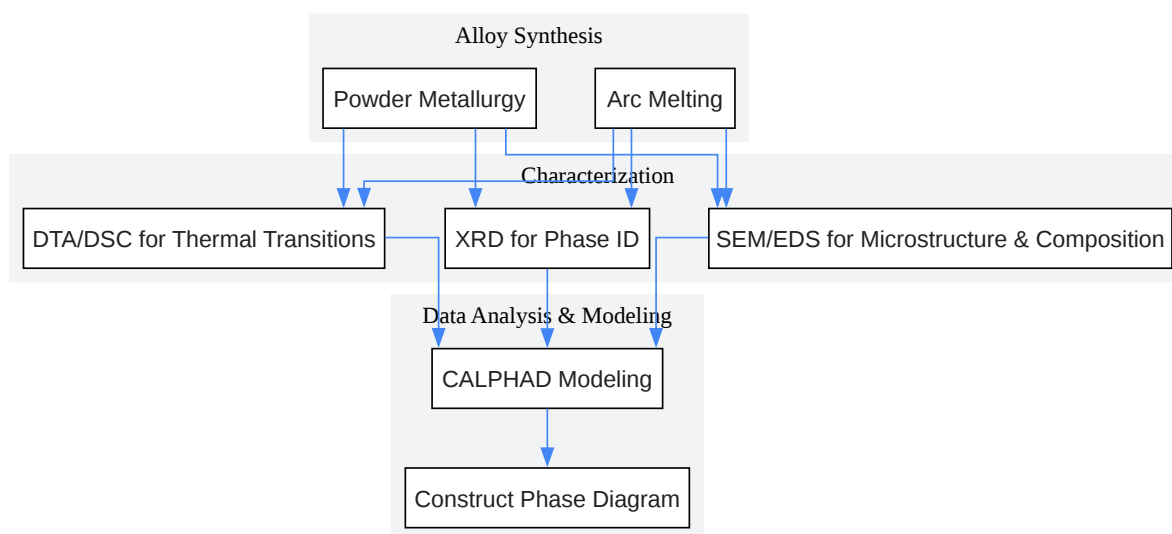 Alloy Synthesis
Powder Metallurgy
Arc Melting
Characterization
DTA/DSC for Thermal Transitions
XRD for Phase ID
SEM/EDS for Microstructure & Composition
Data Analysis & Modeling
CALPHAD Modeling
Construct Phase Diagram